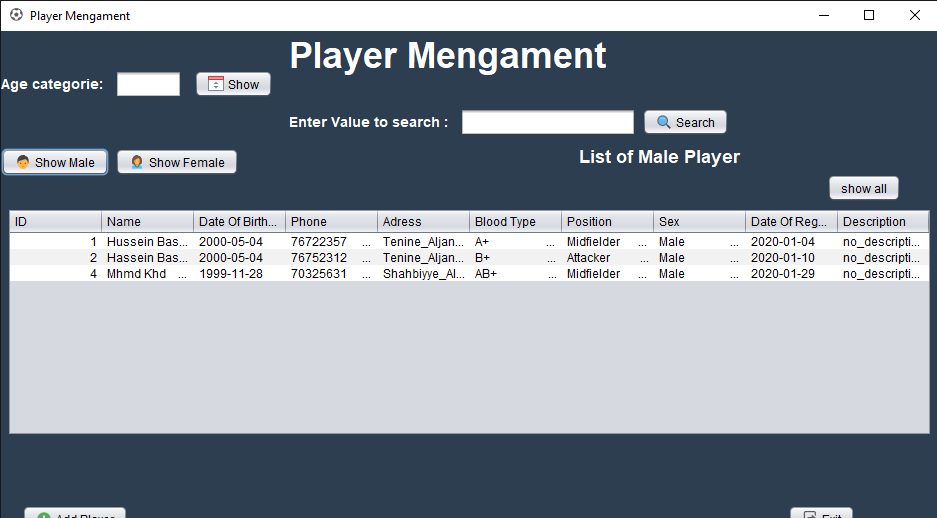 Player Mengament
Player Mengament
Age categorie:
Show
Enter Value to search :
Search
Show Male
Show Female
List of Male Player
show all
ID Name Date Of Birth... Phone Adress Blood Type Position Sex Date Of Reg... Description
1 Hussein Bas... 2000-05-04 76722357 ... Tenine_Aljan... A+ ... Midfielder ... Male ... 2020-01-04 no_descripti...
2 Hassein Bas... 2000-05-04 76752312 ... Tenine_Aljan... B+ ... Attacker ... Male ... 2020-01-10 no_descripti...
4 Mhmd Khd ... 1999-11-28 70325631 ... Shahbiyye_Al... AB+ ... Midfielder ... Male ... 2020-01-29 no_descripti...
Add Player
Exit